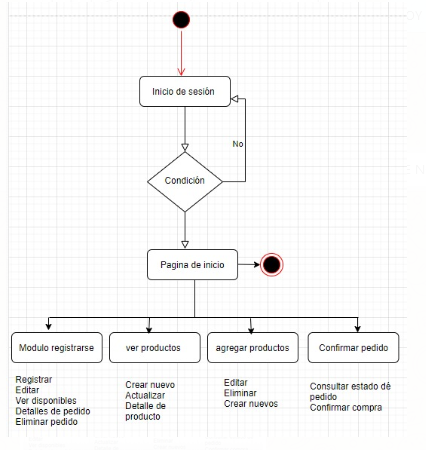 Inicio de sesión
No
Condición
Pagina de inicio
Modulo registrarse
ver productos
agregar productos
Confirmar pedido
Registrar
Editar
Ver disponibles
Detalles de pedido
Eliminar pedido
Crear nuevo
Actualizar
Detalle de
producto
Editar
Eliminar
Crear nuevos
Consultar estado dé
pedido
Confirmar compra